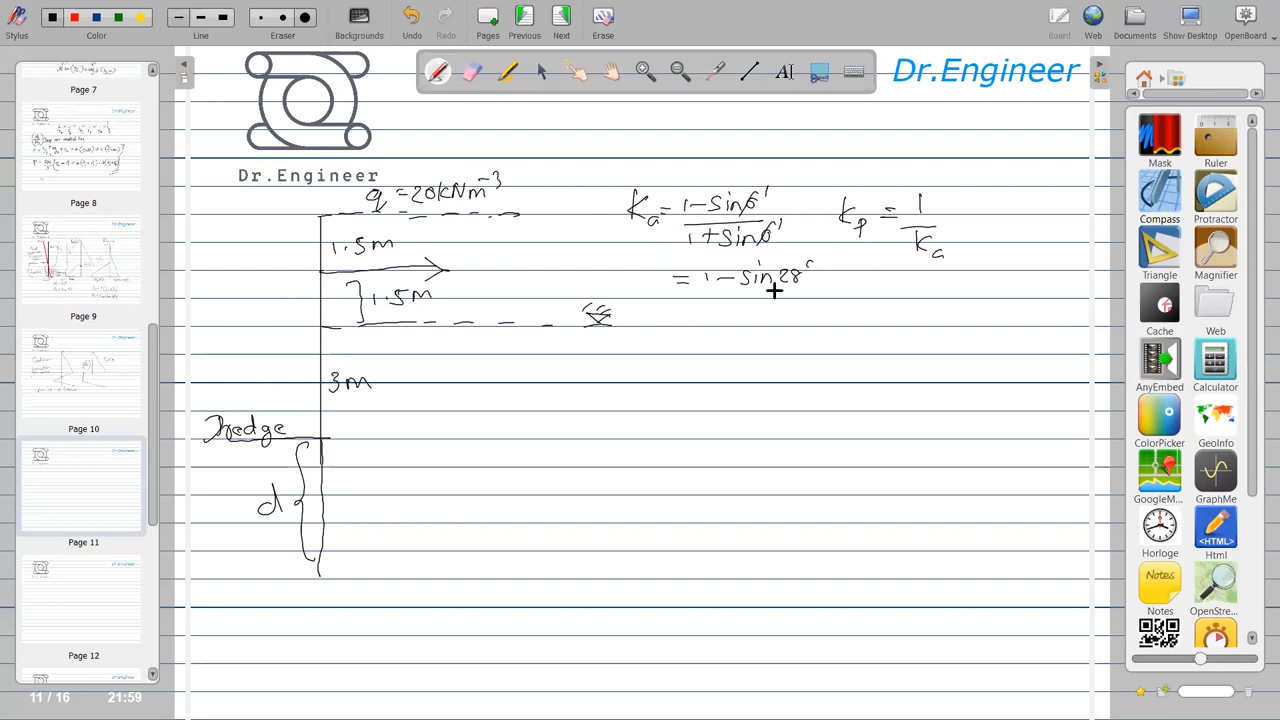 Stylus
Color
Line
Eraser
Backgrounds
Undo
Redo
Pages
Previous
Next
Erase
Board
Web
Documents
Show Desktop
OpenBoard
Page 7
Page 8
Page 9
Page 10
Page 11
Page 12
11 / 16
21:59
Dr.Engineer
Dr.Engineer
q = 20kNm⁻³
1.5m
1.5m
3m
Dredge
d
Ka = 1-sinϕ' / 1+sinϕ'
Kp = 1 / Ka
= 1 - sin28°
Mask
Ruler
Compass
Protractor
Triangle
Magnifier
Cache
Web
AnyEmbed
Calculator
ColorPicker
GeoInfo
GoogleM...
GraphMe
Horloge
Html
Notes
Notes
OpenStre...